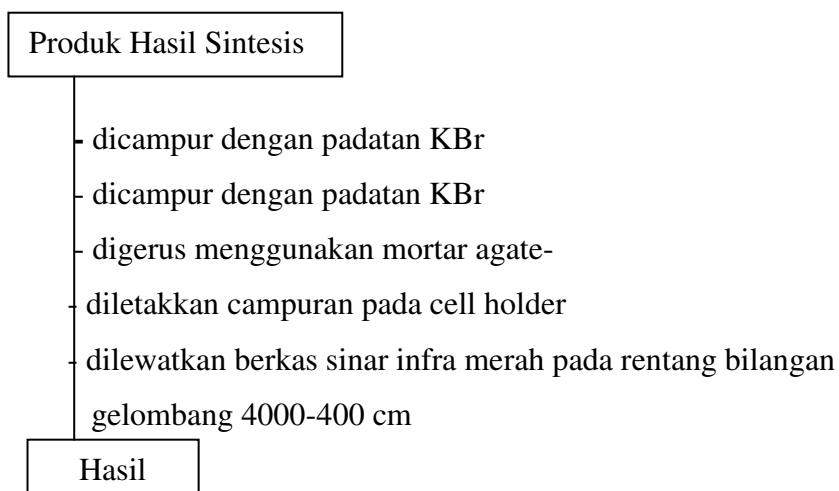 Produk Hasil Sintesis
- dicampur dengan padatan KBr
- dicampur dengan padatan KBr
- digerus menggunakan mortar agate-
- diletakkan campuran pada cell holder
- dilewatkan berkas sinar infra merah pada rentang bilangan
gelombang 4000-400 cm
Hasil